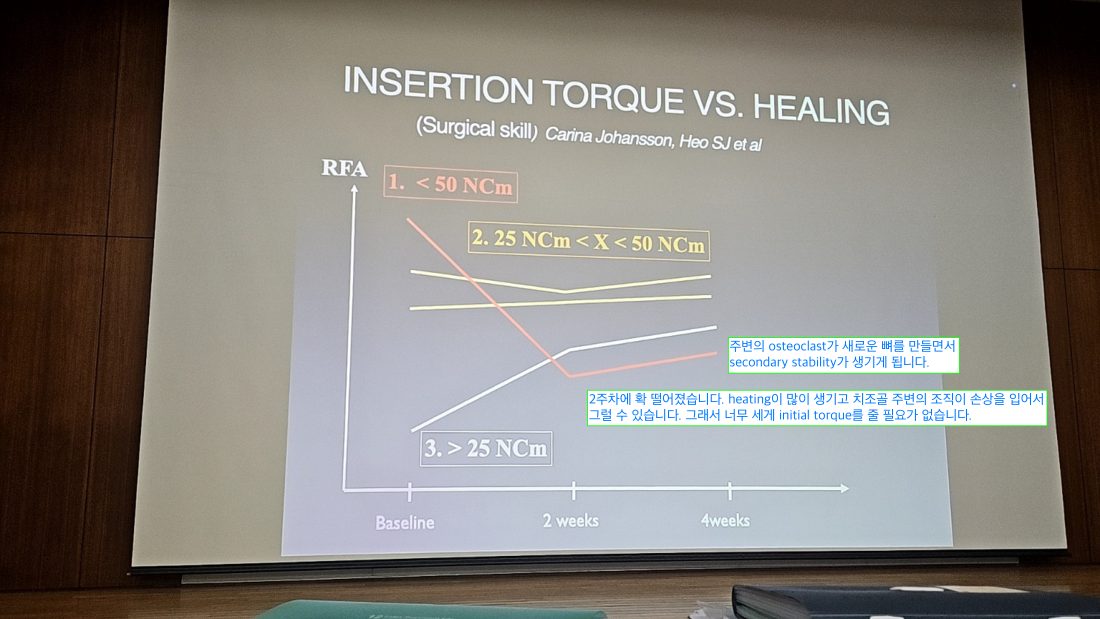 INSERTION TORQUE VS. HEALING
(Surgical skill) Carina Johansson, Heo SJ et al
RFA
1. < 50 NCm
2. 25 NCm < X < 50 NCm
주변의 osteoclast가 새로운 뼈를 만들면서
secondary stability가 생기게 됩니다.
2주차에 확 떨어졌습니다. heating이 많이 생기고 치조골 주변의 조직이 손상을 입어서
그럴 수 있습니다. 그래서 너무 세게 initial torque를 줄 필요가 없습니다.
3. > 25 NCm
Baseline
2 weeks
4weeks